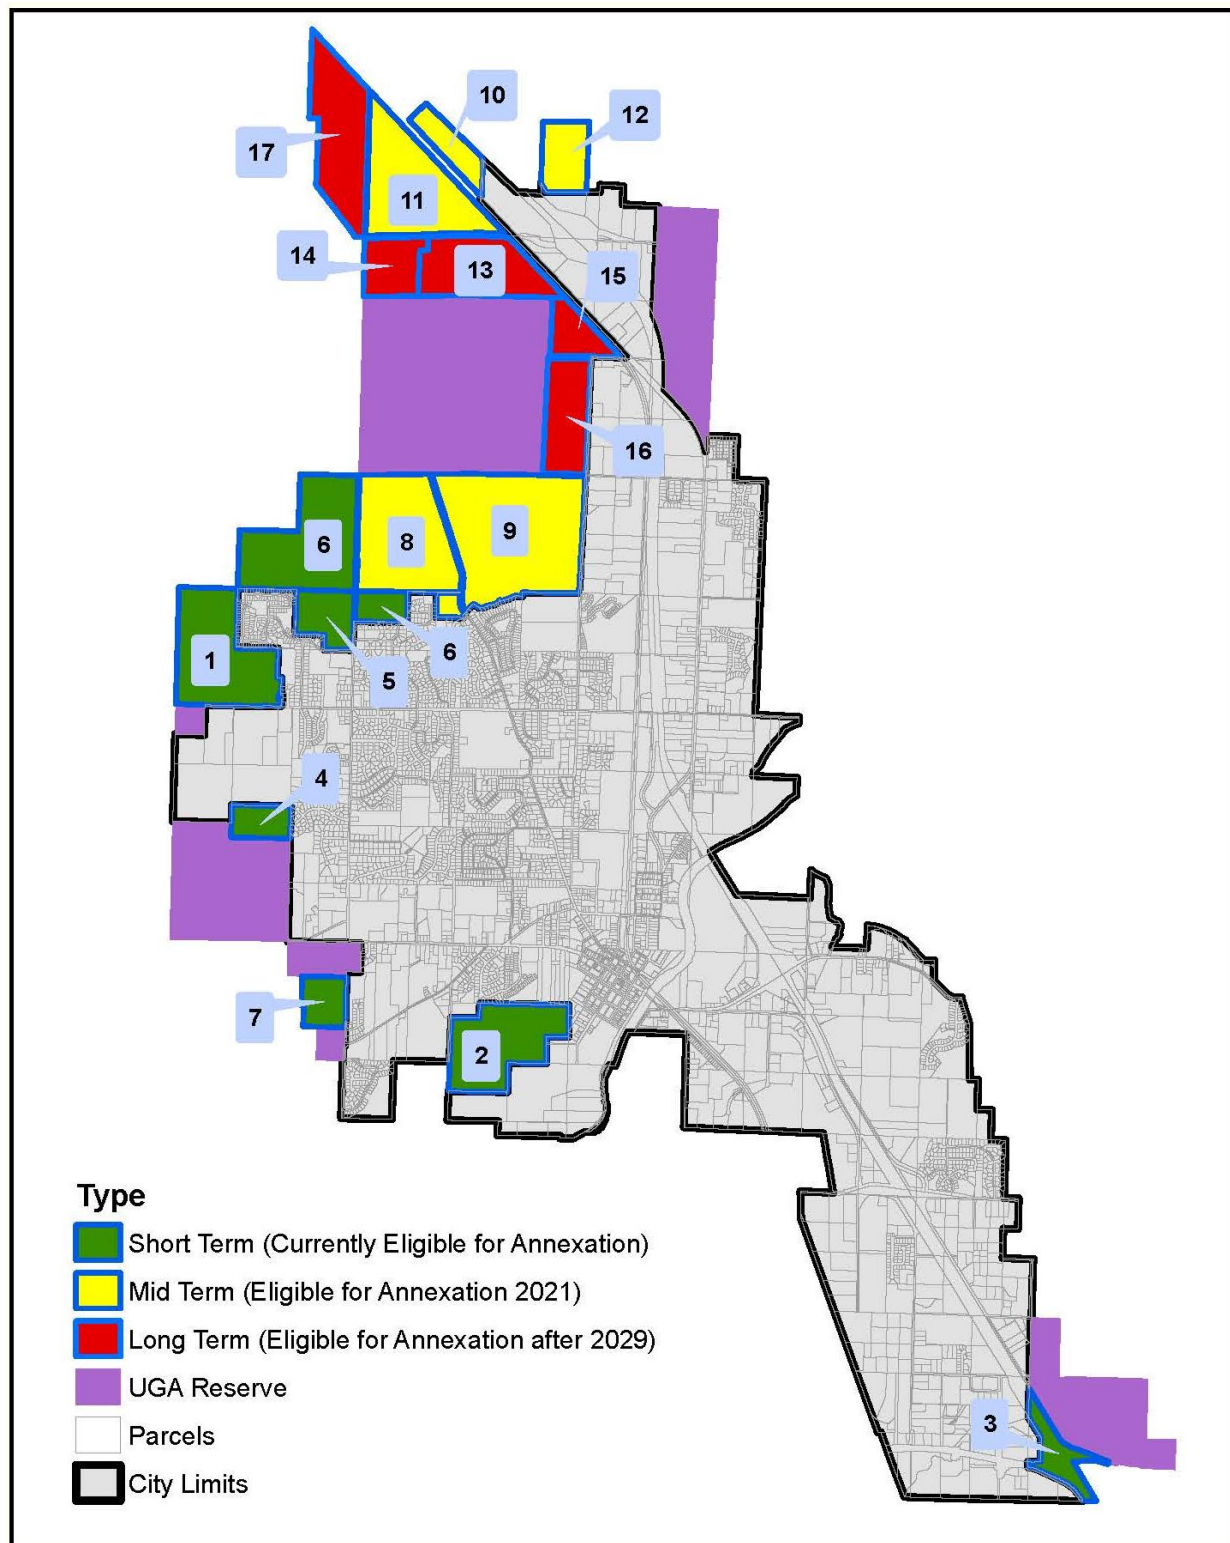 10
12
17
11
14
13
15
16
6
8
9
1
5
6
4
7
2
Type
Short Term (Currently Eligible for Annexation)
Mid Term (Eligible for Annexation 2021)
Long Term (Eligible for Annexation after 2029)
UGA Reserve
3
Parcels
City Limits